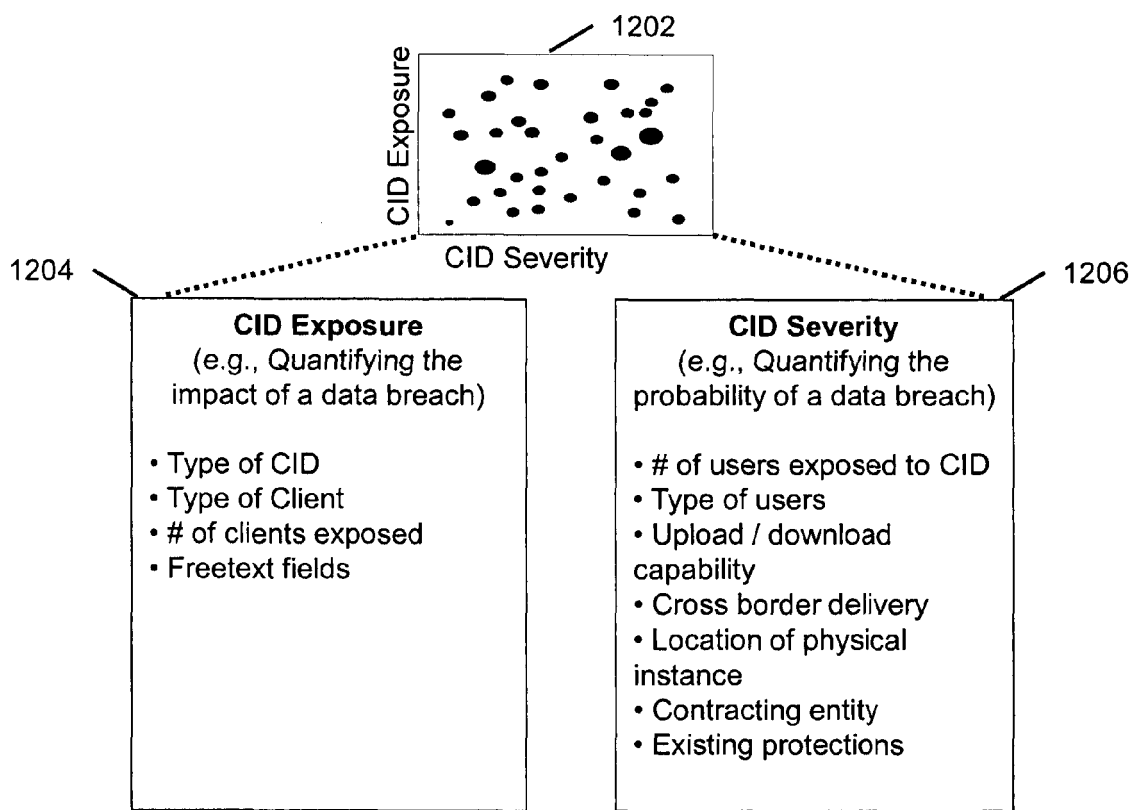 1202
CID Exposure
CID Severity
1204
1206
CID Exposure
(e.g., Quantifying the
impact of a data breach)
• Type of CID
• Type of Client
• # of clients exposed
• Freetext fields
CID Severity
(e.g., Quantifying the
probability of a data breach)
• # of users exposed to CID
• Type of users
• Upload / download
capability
• Cross border delivery
• Location of physical
instance
• Contracting entity
• Existing protections